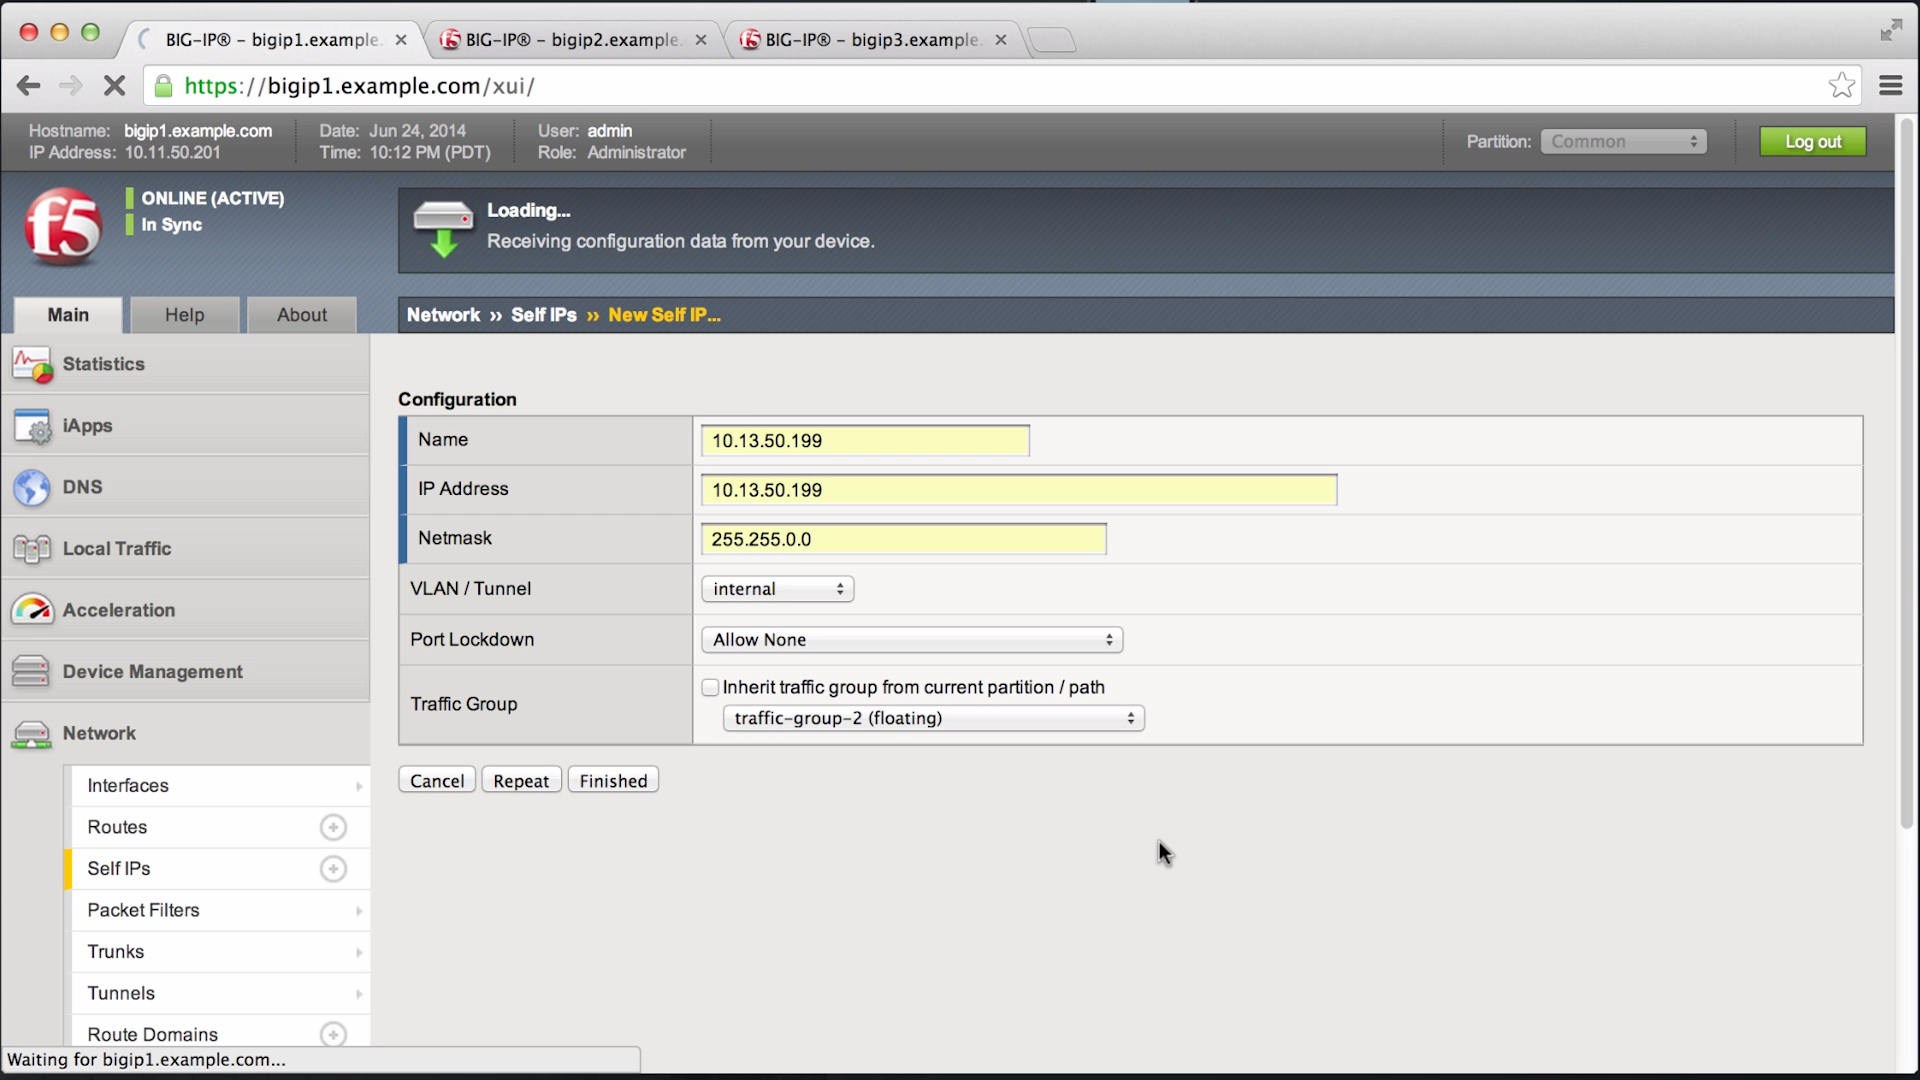 BIG-IP® – bigip1.example.
BIG-IP® – bigip2.example.
BIG-IP® – bigip3.example.
https://bigip1.example.com/xui/
Hostname: bigip1.example.com
IP Address: 10.11.50.201
Date: Jun 24, 2014
Time: 10:12 PM (PDT)
User: admin
Role: Administrator
Partition: Common
Log out
f5
ONLINE (ACTIVE)
In Sync
Loading...
Receiving configuration data from your device.
Main
Help
About
Network ›› Self IPs ›› New Self IP...
Statistics
iApps
DNS
Local Traffic
Acceleration
Device Management
Network
Interfaces
Routes
Self IPs
Packet Filters
Trunks
Tunnels
Route Domains
Configuration
Name 10.13.50.199
IP Address 10.13.50.199
Netmask 255.255.0.0
VLAN / Tunnel internal
Port Lockdown Allow None
Traffic Group
Inherit traffic group from current partition / path
traffic-group-2 (floating)
Cancel Repeat Finished
Waiting for bigip1.example.com...